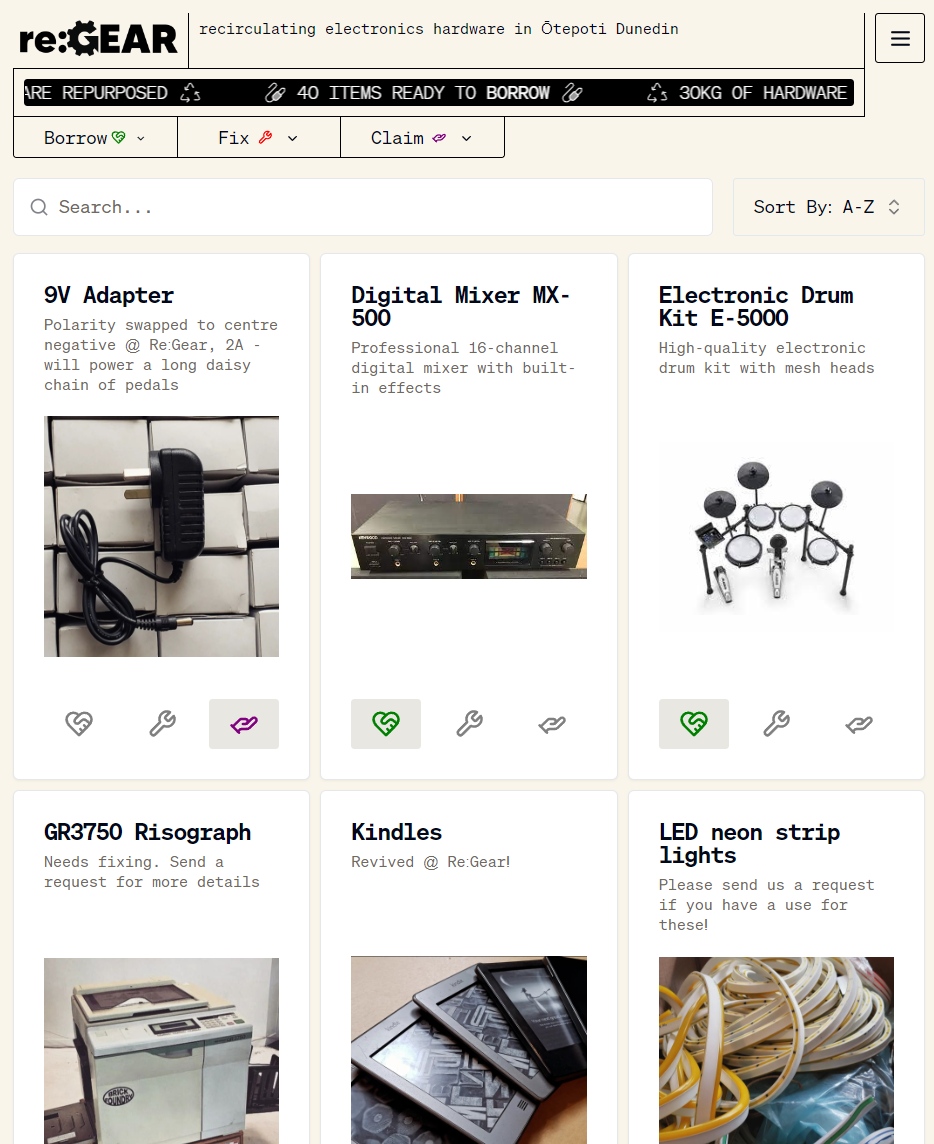 re:GEAR
recirculating electronics hardware in Ōtepoti Dunedin
ARE REPURPOSED 40 ITEMS READY TO BORROW 30KG OF HARDWARE
Borrow Fix Claim
Search... Sort By: A-Z
9V Adapter
Polarity swapped to centre
negative @ Re:Gear, 2A -
will power a long daisy
chain of pedals
Digital Mixer MX-
500
Professional 16-channel
digital mixer with built-
in effects
Electronic Drum
Kit E-5000
High-quality electronic
drum kit with mesh heads
GR3750 Risograph
Needs fixing. Send a
request for more details
BRICK
FOUNDRY
Kindles
Revived @ Re:Gear!
LED neon strip
lights
Please send us a request
if you have a use for
these!